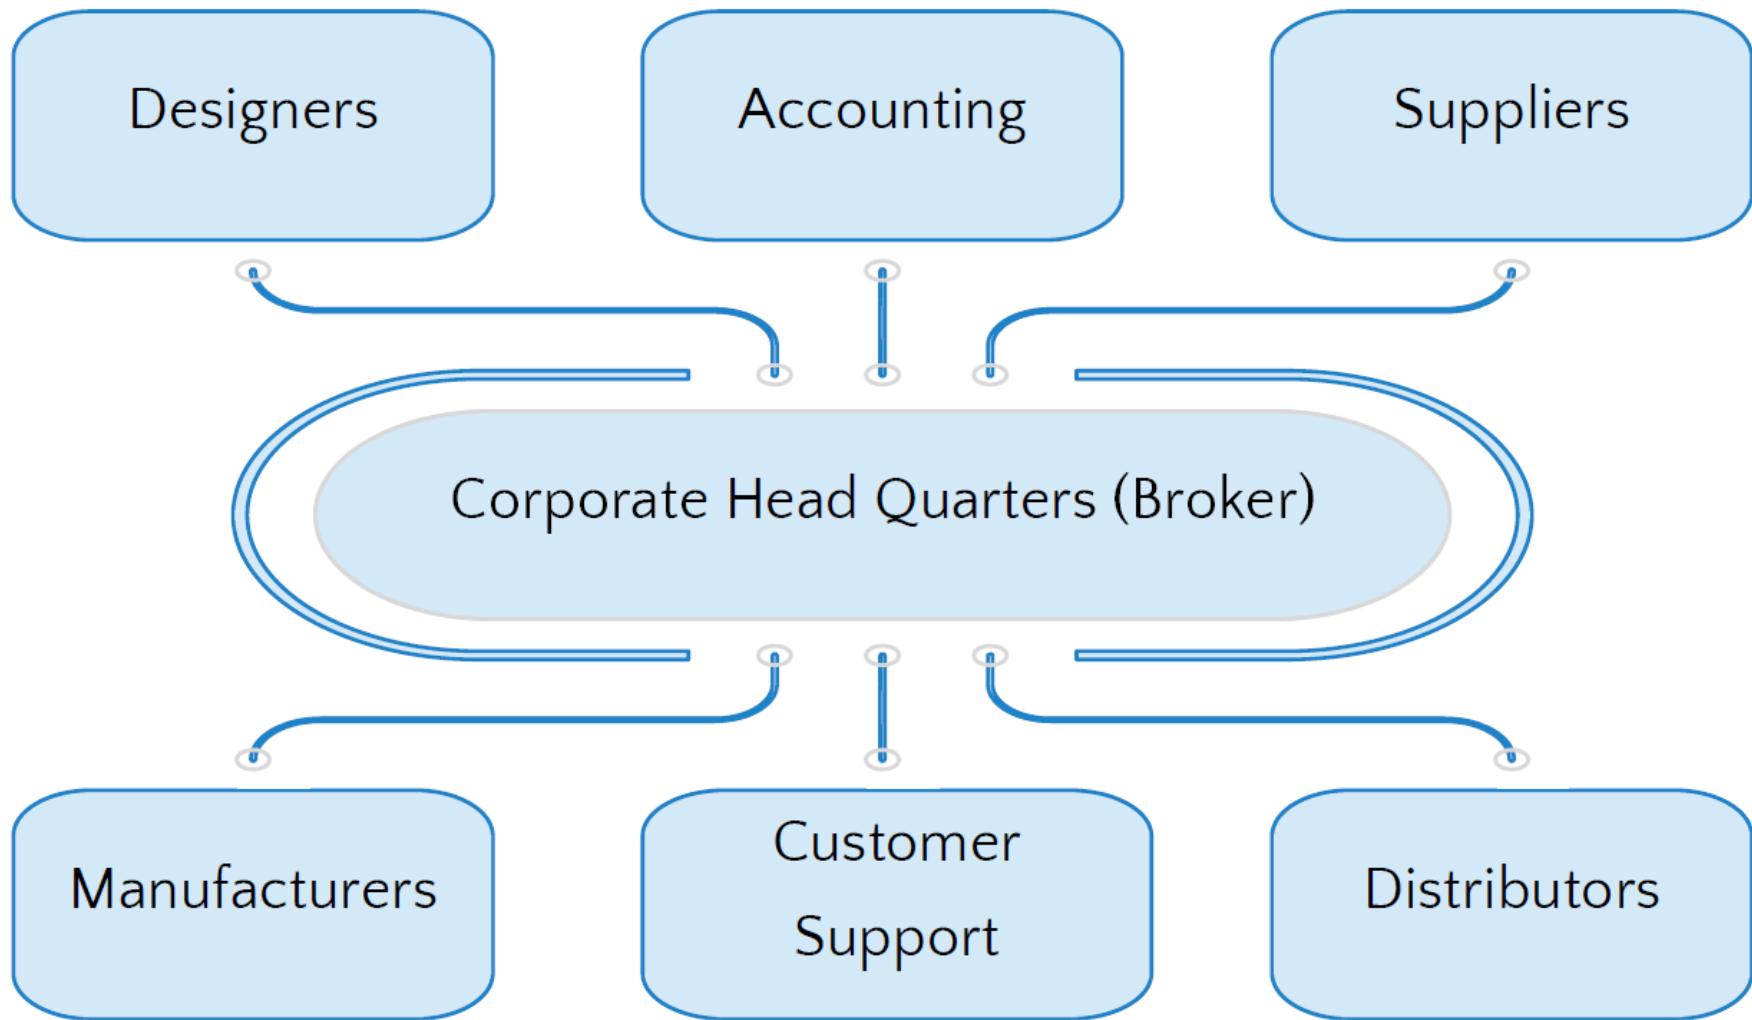 Designers
Accounting
Suppliers
Corporate Head Quarters (Broker)
Manufacturers
Customer
Support
Distributors